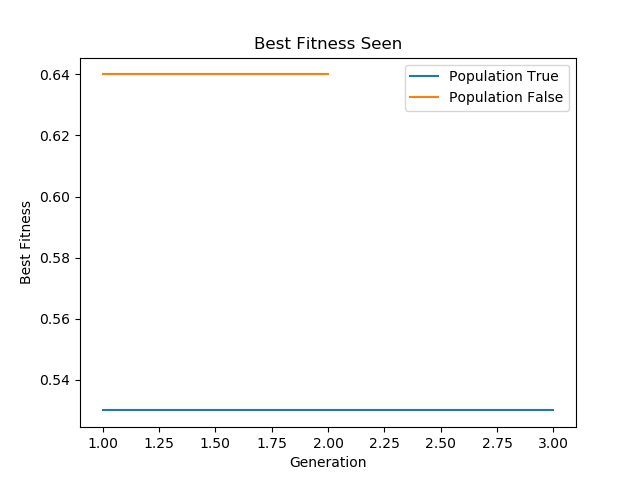 Best Fitness Seen
Population True
Population False
Best Fitness
0.64
0.62
0.60
0.58
0.56
0.54
1.00 1.25 1.50 1.75 2.00 2.25 2.50 2.75 3.00
Generation